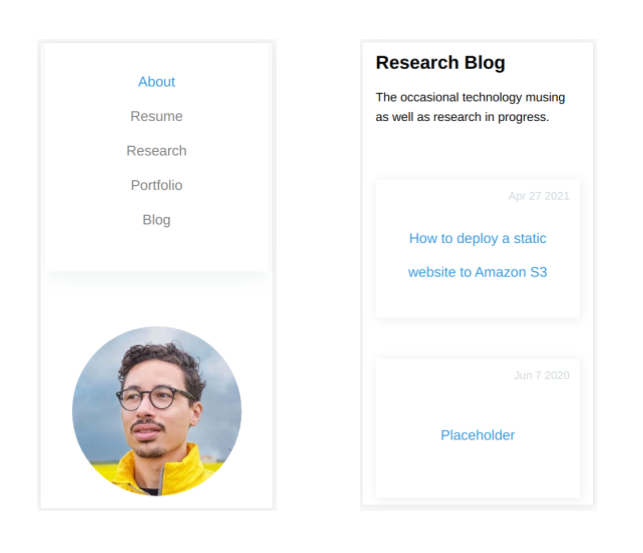 About
Resume
Research
Portfolio
Blog
Research Blog
The occasional technology musing
as well as research in progress.
Apr 27 2021
How to deploy a static
website to Amazon S3
Jun 7 2020
Placeholder